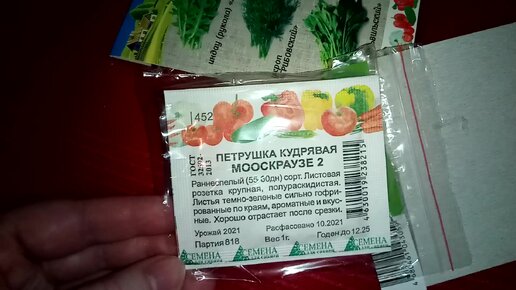 индау (рукола)
452
ГОСТ
ПЕТРУШКА КУДРЯВАЯ
МООСКРАУЗЕ 2
Раннеспелый (55-60дн) сорт. Листовая
розетка крупная, полураскидистая.
Листья темно-зеленые сильно гофри-
рованные по краям, ароматные и вкус-
ные. Хорошо отрастает после срезки.
Урожай 2021
Расфасовано 10.2021
Партия 818
Вес 1г.
Годен до 12.25
СЕМЕНА
СЕМЕНА